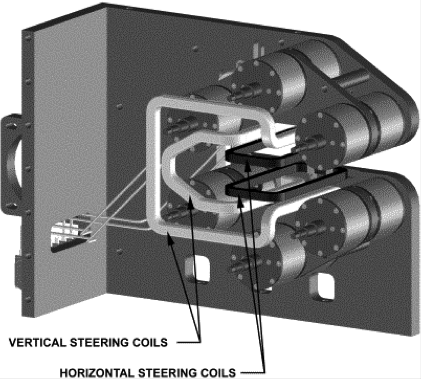 VERTICAL STEERING COILS
HORIZONTAL STEERING COILS